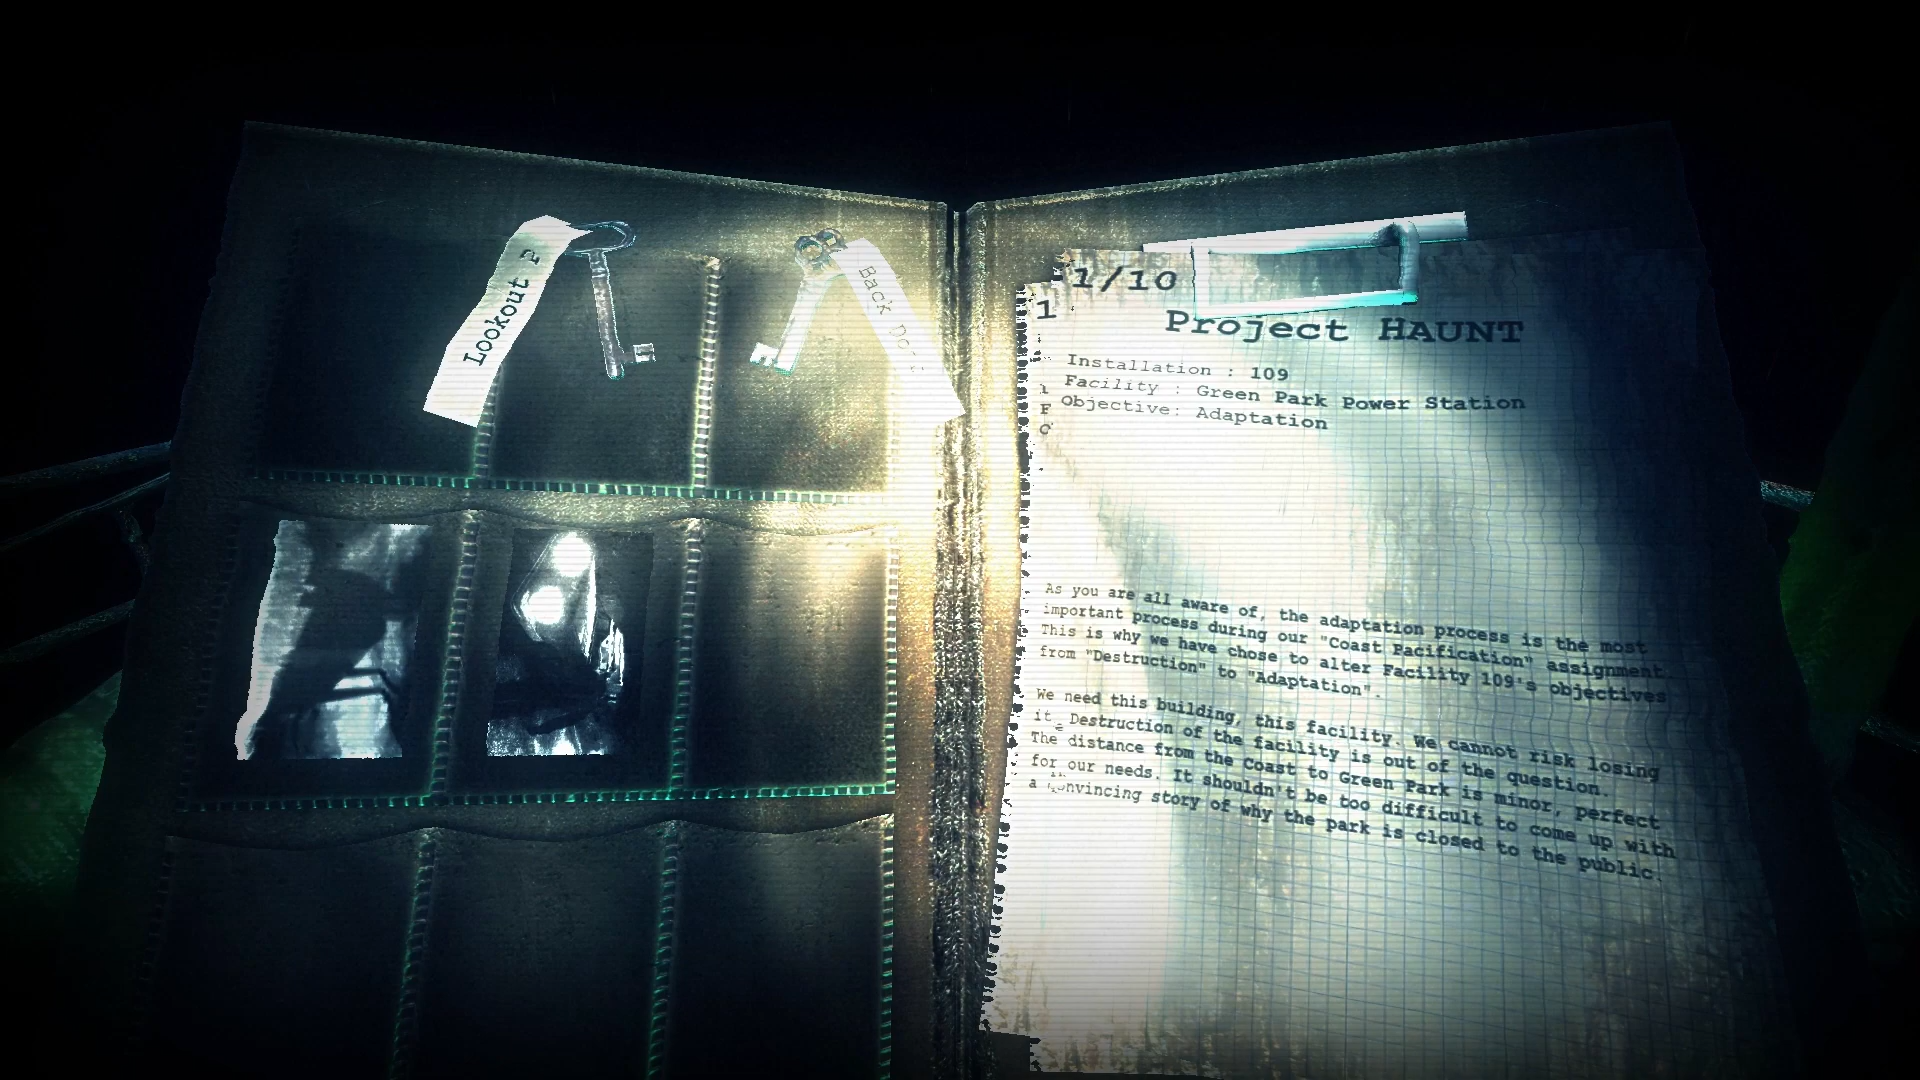 Lookout ?
Back
1/10
1
Project HAUNT
Installation : 109
Facility : Green Park Power Station
Objective: Adaptation
As you are all aware of, the adaptation process is the most
important process during our "Coast Pacification" assignment.
This is why we have chose to alter Facility 109's objectives
from "Destruction" to "Adaptation".
We need this building, this facility. We cannot risk losing
it. Destruction of the facility is out of the question.
The distance from the Coast to Green Park is minor, perfect
for our needs. It shouldn't be too difficult to come up with
a convincing story of why the park is closed to the public.